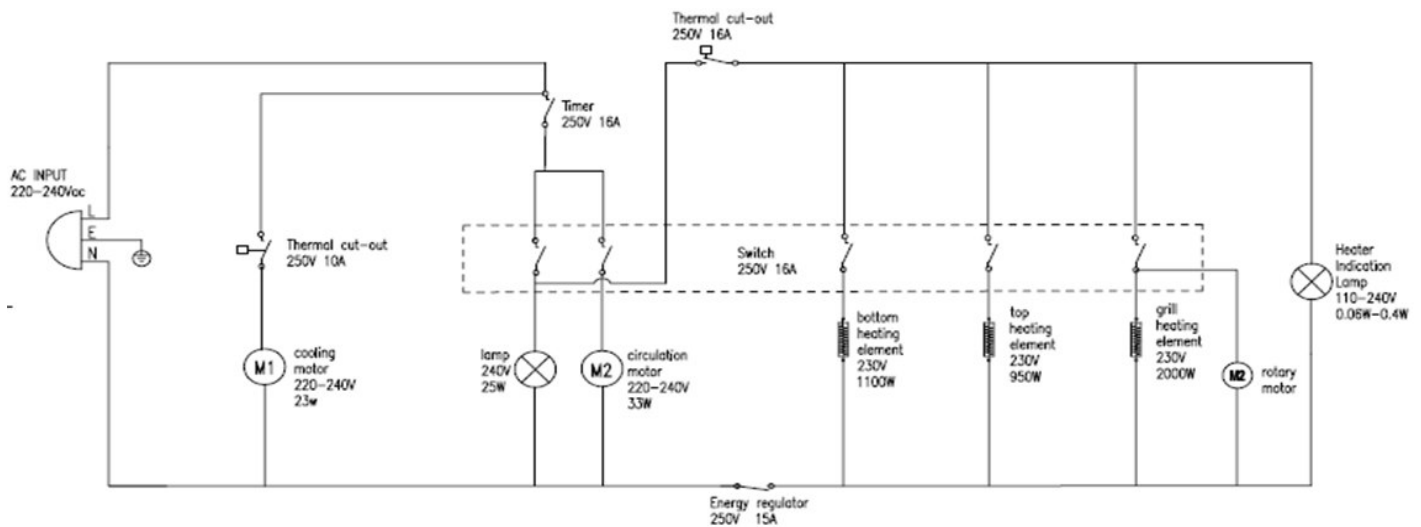 Thermal cut-out
250V 16A
Timer
250V 16A
AC INPUT
220-240Vac
L
E
N
Thermal cut-out
250V 10A
Switch
250V 16A
Heater
Indication
Lamp
110-240V
0.06W-0.4W
M1
cooling
motor
220-240V
23w
lamp
240V
25W
M2
circulation
motor
220-240V
33W
bottom
heating
element
230V
1100W
top
heating
element
230V
950W
grill
heating
element
230V
2000W
M2
rotary
motor
Energy regulator
250V 15A